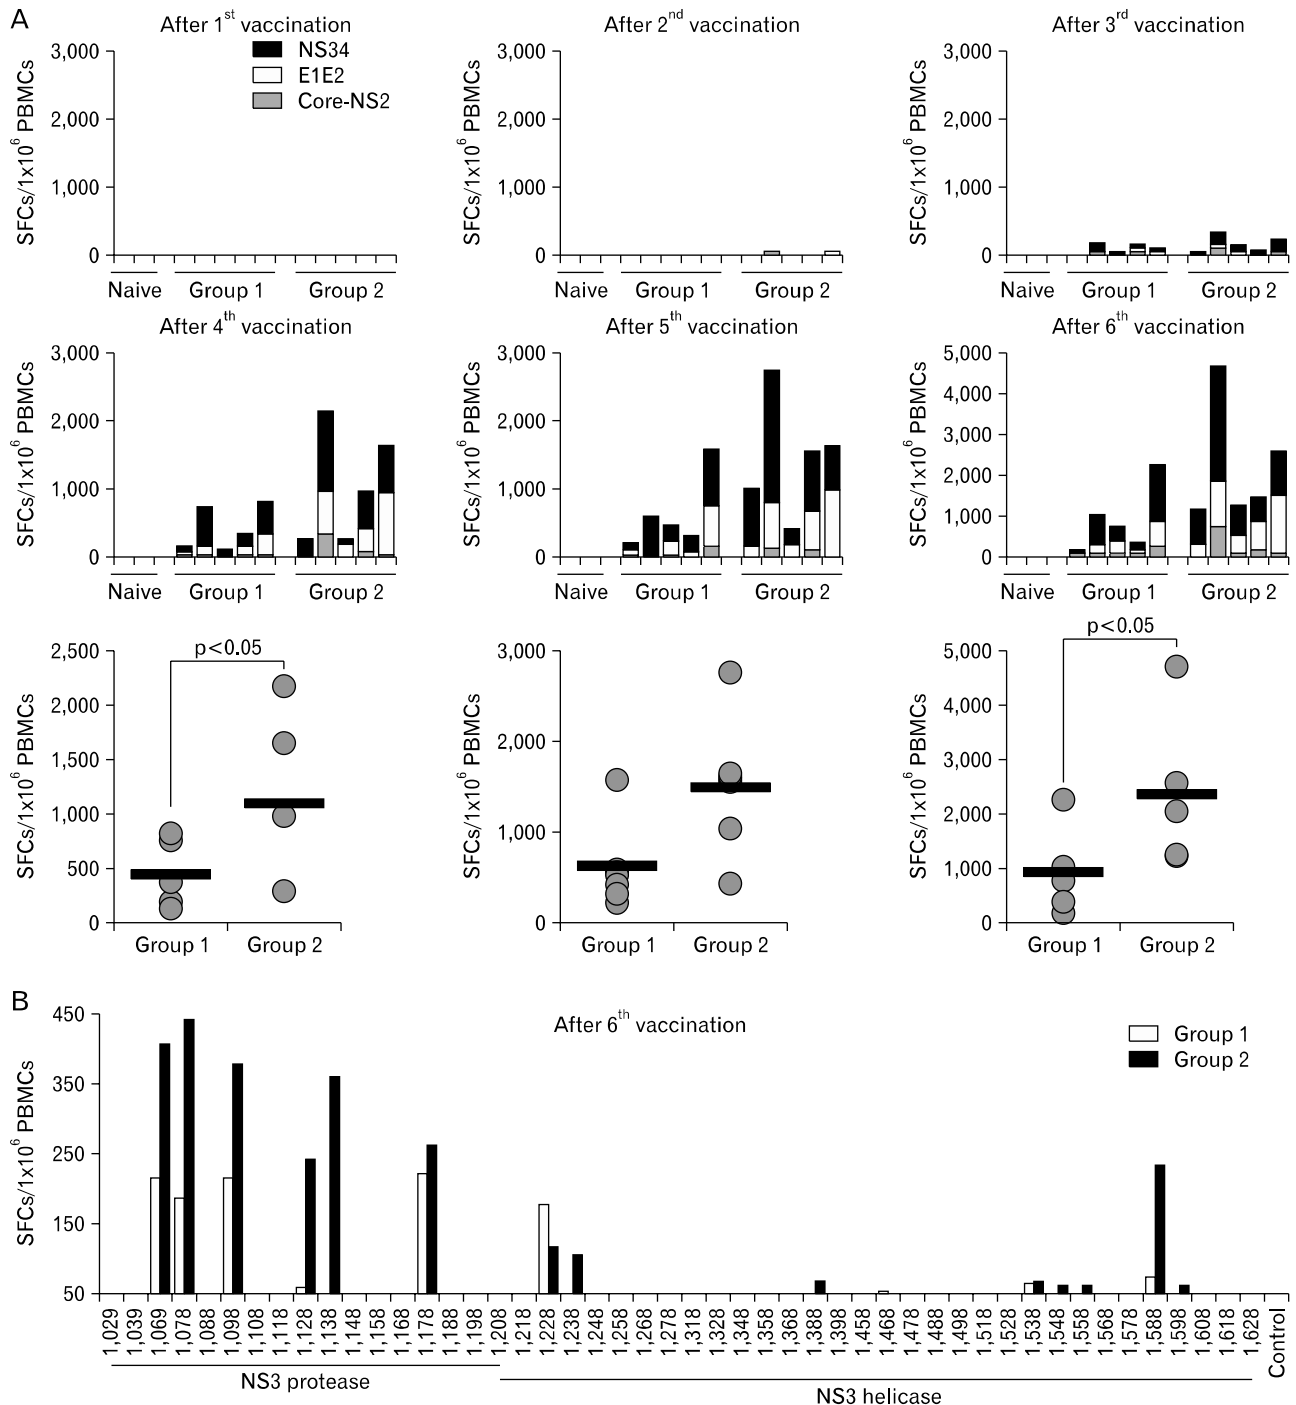 A
After 1st vaccination
NS34
E1E2
Core-NS2
3,000
2,000
1,000
0
SFCs/1x10^6 PBMCs
Naive
Group 1
Group 2
After 2nd vaccination
3,000
2,000
1,000
0
SFCs/1x10^6 PBMCs
Naive
Group 1
Group 2
After 3rd vaccination
3,000
2,000
1,000
0
SFCs/1x10^6 PBMCs
Naive
Group 1
Group 2
After 4th vaccination
3,000
2,000
1,000
0
SFCs/1x10^6 PBMCs
Naive
Group 1
Group 2
After 5th vaccination
3,000
2,000
1,000
0
SFCs/1x10^6 PBMCs
Naive
Group 1
Group 2
After 6th vaccination
5,000
4,000
3,000
2,000
1,000
0
SFCs/1x10^6 PBMCs
Naive
Group 1
Group 2
p<0.05
2,500
2,000
1,500
1,000
500
0
SFCs/1x10^6 PBMCs
Group 1
Group 2
3,000
2,000
1,000
0
SFCs/1x10^6 PBMCs
Group 1
Group 2
p<0.05
5,000
4,000
3,000
2,000
1,000
0
SFCs/1x10^6 PBMCs
Group 1
Group 2
B
After 6th vaccination
Group 1
Group 2
450
350
250
150
50
SFCs/1x10^6 PBMCs
1,029
1,039
1,069
1,078
1,088
1,098
1,108
1,118
1,128
1,138
1,148
1,158
1,168
1,178
1,188
1,198
1,208
1,218
1,228
1,238
1,248
1,258
1,268
1,278
1,318
1,328
1,348
1,358
1,368
1,388
1,398
1,458
1,468
1,478
1,488
1,498
1,518
1,528
1,538
1,548
1,558
1,568
1,578
1,588
1,598
1,608
1,618
1,628
Control
NS3 protease
NS3 helicase